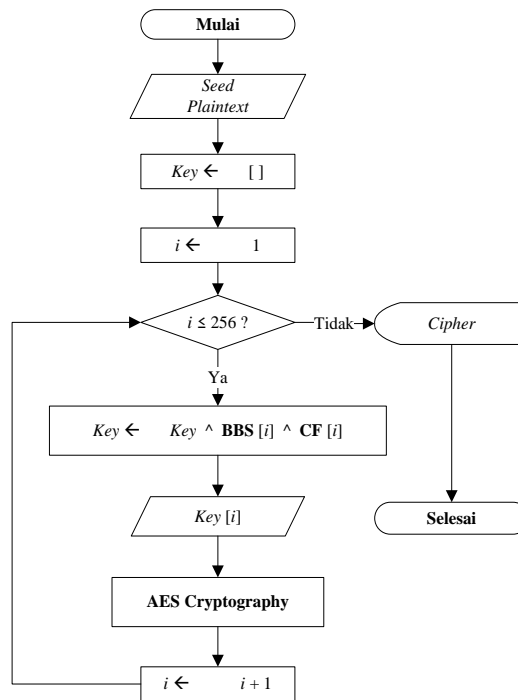 Mulai
Seed
Plaintext
Key ← [ ]
i ← 1
i ≤ 256 ?
Tidak
Cipher
Ya
Key ← Key ^ BBS [i] ^ CF [i]
Key [i]
Selesai
AES Cryptography
i ← i + 1